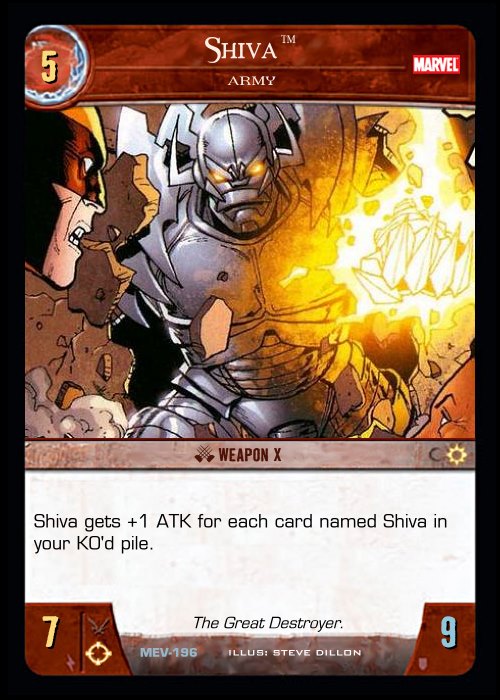 5
SHIVA™
ARMY
MARVEL
WEAPON X
C
Shiva gets +1 ATK for each card named Shiva in
your KO'd pile.
The Great Destroyer.
7
9
MEV-196 ILLUS: STEVE DILLON